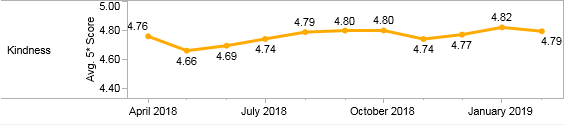 5.00
4.76
4.79
4.80
4.80
4.82
4.80
Kindness
Avg. 5* Score
4.66
4.69
4.74
4.74
4.77
4.79
4.60
4.40
April 2018
July 2018
October 2018
January 2019